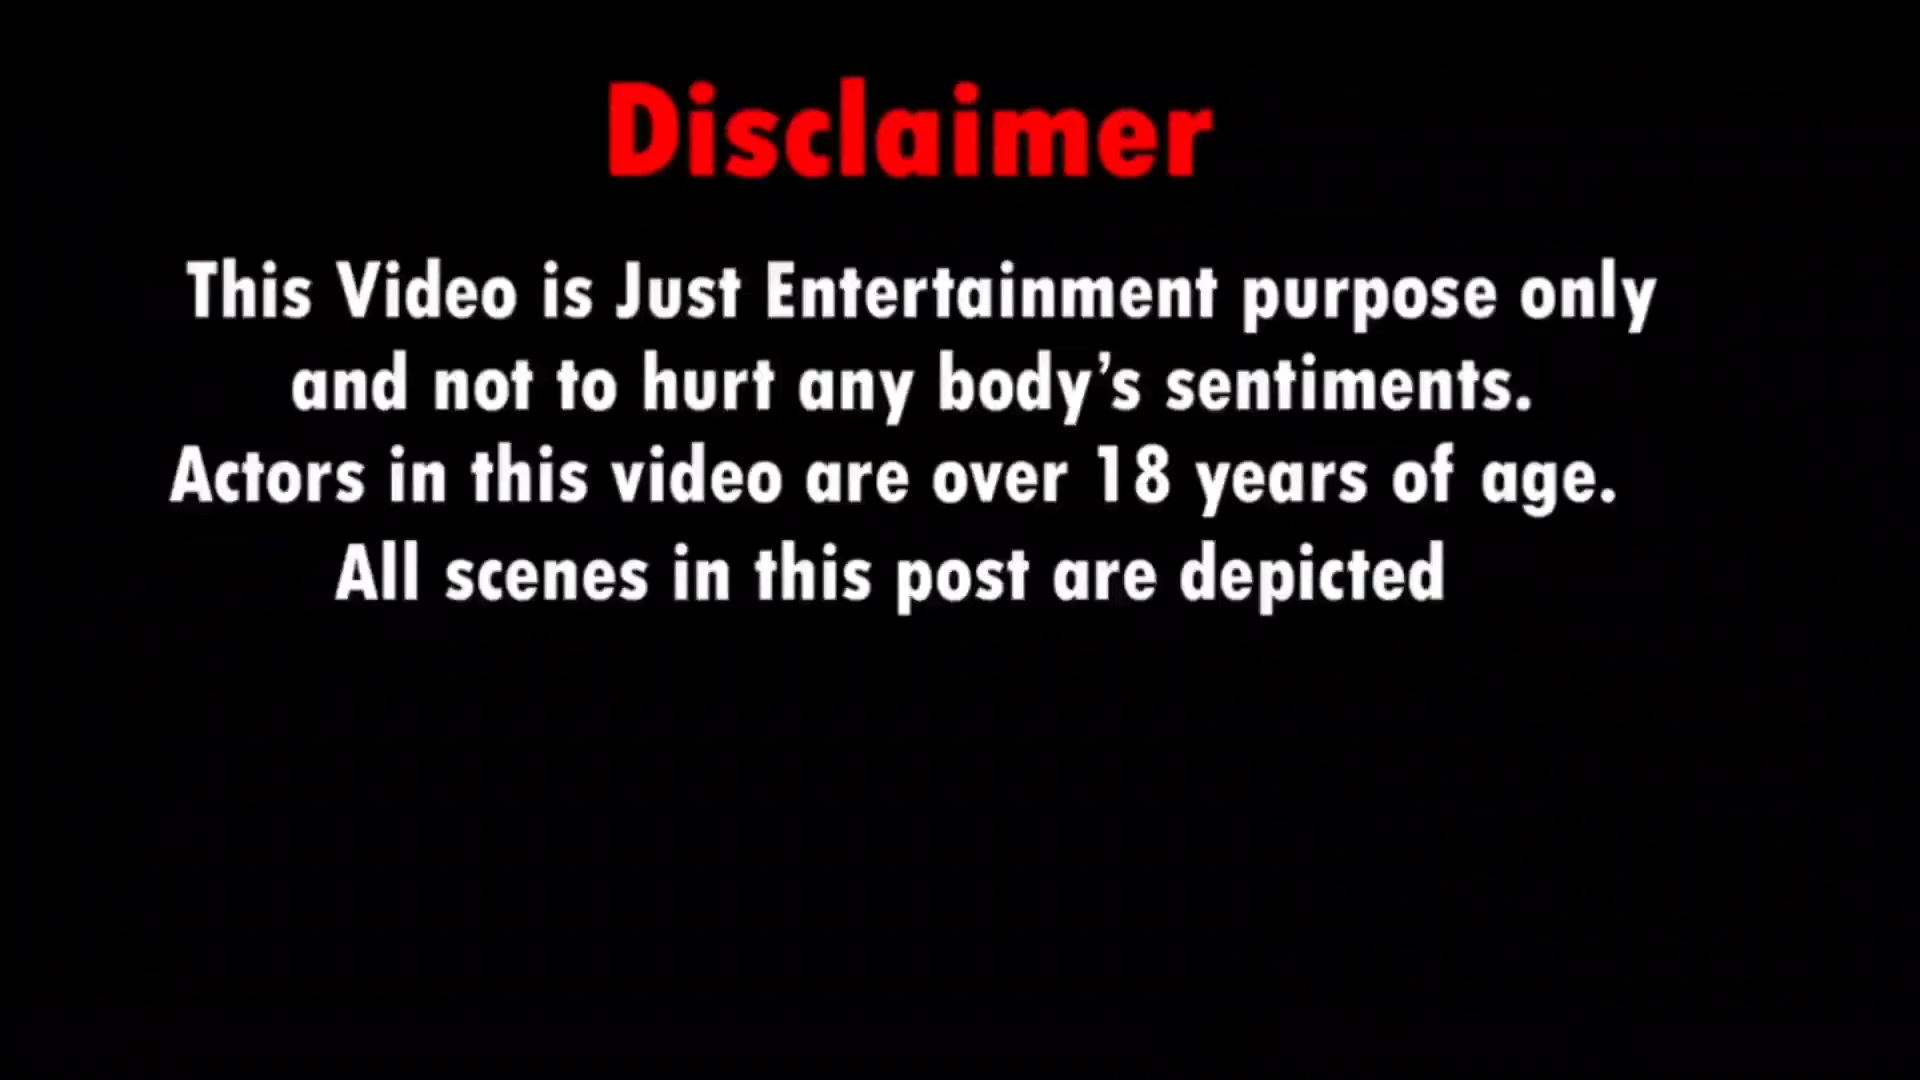 Disclaimer
This Video is Just Entertainment purpose only
and not to hurt any body’s sentiments.
Actors in this video are over 18 years of age.
All scenes in this post are depicted